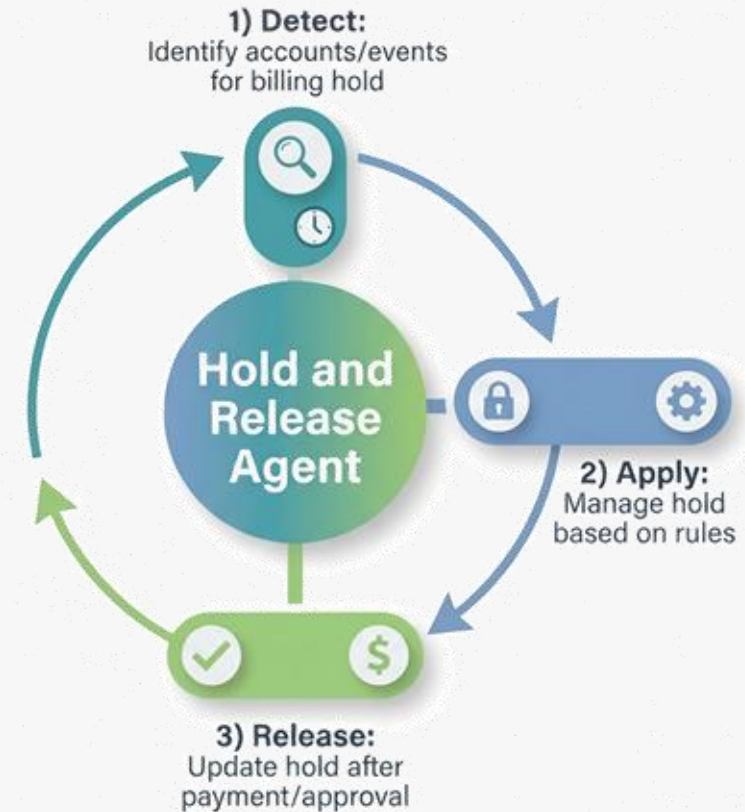 1) Detect:
Identify accounts/events
for billing hold
Hold and
Release
Agent
2) Apply:
Manage hold
based on rules
$
3) Release:
Update hold after
payment/approval